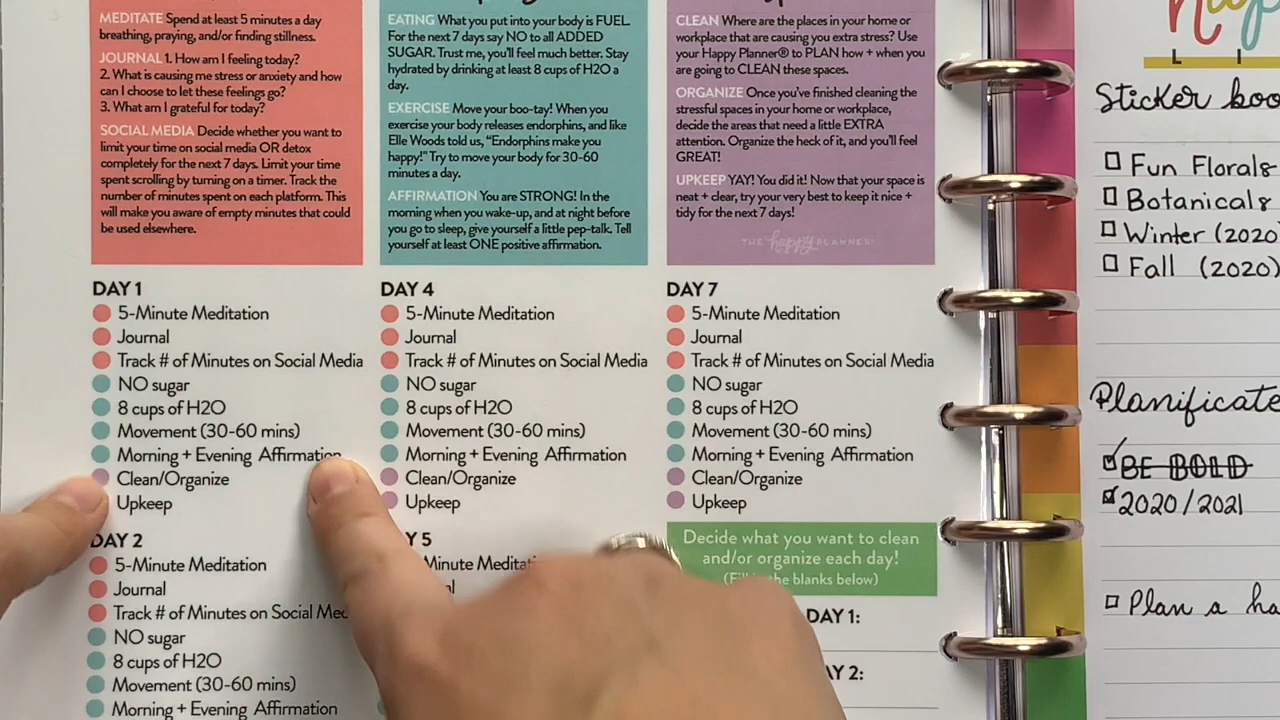 MEDITATE Spend at least 5 minutes a day
breathing, praying, and/or finding stillness.
JOURNAL 1. How am I feeling today?
2. What is causing me stress or anxiety and how
can I choose to let these feelings go?
3. What am I grateful for today?
SOCIAL MEDIA Decide whether you want to
limit your time on social media OR detox
completely for the next 7 days. Limit your time
spent scrolling by turning on a timer. Track the
number of minutes spent on each platform. This
will make you aware of empty minutes that could
be used elsewhere.
EATING What you put into your body is FUEL.
For the next 7 days say NO to all ADDED
SUGAR. Trust me, you'll feel much better. Stay
hydrated by drinking at least 8 cups of H2O a
day.
EXERCISE Move your boo-tay! When you
exercise your body releases endorphins, and like
Elle Woods told us, "Endorphins make you
happy!" Try to move your body for 30-60
minutes a day.
AFFIRMATION You are STRONG! In the
morning when you wake-up, and at night before
you go to sleep, give yourself a little pep-talk. Tell
yourself at least ONE positive affirmation.
CLEAN Where are the places in your home or
workplace that are causing you extra stress? Use
your Happy Planner® to PLAN how + when you
are going to CLEAN these spaces.
ORGANIZE Once you've finished cleaning the
stressful spaces in your home or workplace,
decide the areas that need a little EXTRA
attention. Organize the heck of it, and you'll feel
GREAT!
UPKEEP YAY! You did it! Now that your space is
neat + clear, try your very best to keep it nice +
tidy for the next 7 days!
THE happy PLANNER
DAY 1
5-Minute Meditation
Journal
Track # of Minutes on Social Media
NO sugar
8 cups of H2O
Movement (30-60 mins)
Morning + Evening Affirmation
Clean/Organize
Upkeep
DAY 2
5-Minute Meditation
Journal
Track # of Minutes on Social
NO sugar
8 cups of H2O
Movement (30-60 mins)
Morning + Evening Affirmation
DAY 4
5-Minute Meditation
Journal
Track # of Minutes on Social Media
NO sugar
8 cups of H2O
Movement (30-60 mins)
Morning + Evening Affirmation
Clean/Organize
Upkeep
5
Minute
DAY 7
5-Minute Meditation
Journal
Track # of Minutes on Social Media
NO sugar
8 cups of H2O
Movement (30-60 mins)
Morning + Evening Affirmation
Clean/Organize
Upkeep
Decide what you want to clean
and/or organize each day!
(Fill in the blanks below)
DAY 1:
Y 2:
LI
Sticker boo
Fun Florals
Botanicals
Winter (2020
Fall (2020)
Planificate
BE BOLD
2020/2021
Plan a ha